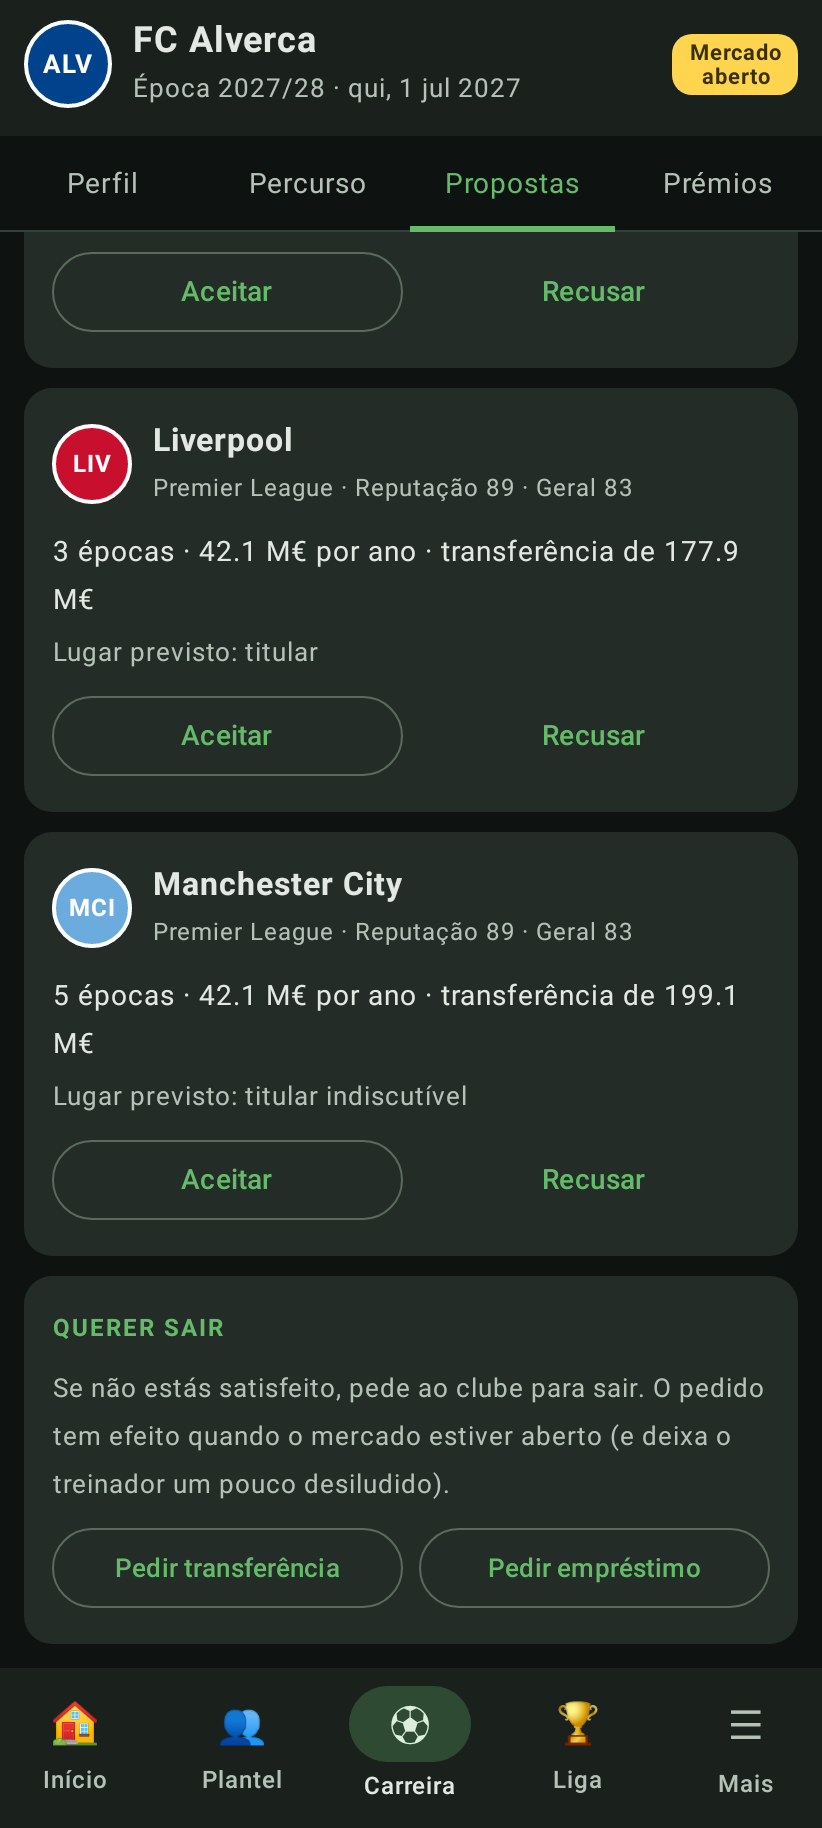 ALV
FC Alverca
Época 2027/28 · qui, 1 jul 2027
Mercado
aberto
Perfil
Percurso
Propostas
Prémios
Aceitar
Recusar
LIV
Liverpool
Premier League · Reputação 89 · Geral 83
3 épocas · 42.1 M€ por ano · transferência de 177.9
M€
Lugar previsto: titular
Aceitar
Recusar
MCI
Manchester City
Premier League · Reputação 89 · Geral 83
5 épocas · 42.1 M€ por ano · transferência de 199.1
M€
Lugar previsto: titular indiscutível
Aceitar
Recusar
QUERER SAIR
Se não estás satisfeito, pede ao clube para sair. O pedido
tem efeito quando o mercado estiver aberto (e deixa o
treinador um pouco desiludido).
Pedir transferência
Pedir empréstimo
Início
Plantel
Carreira
Liga
Mais